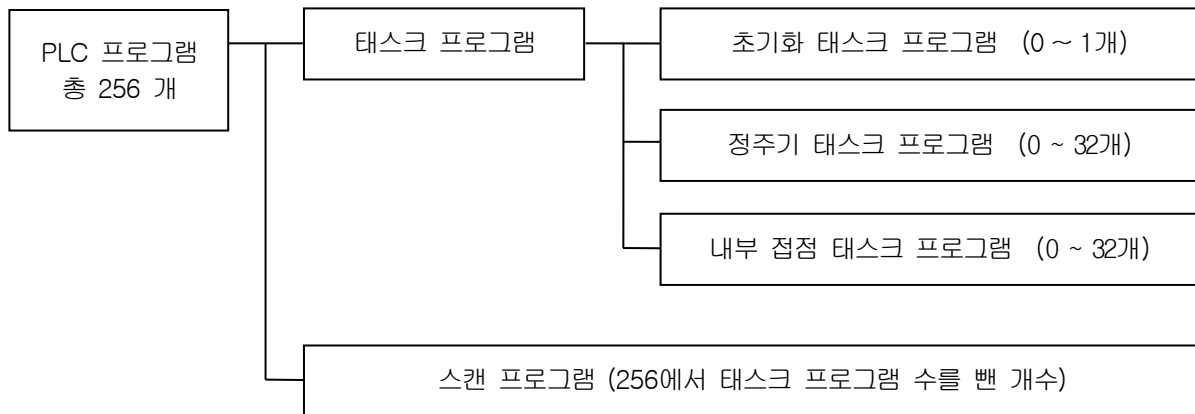 PLC 프로그램
총 256 개
태스크 프로그램
초기화 태스크 프로그램 (0 ~ 1개)
정주기 태스크 프로그램 (0 ~ 32개)
내부 접점 태스크 프로그램 (0 ~ 32개)
스캔 프로그램 (256에서 태스크 프로그램 수를 뺀 개수)